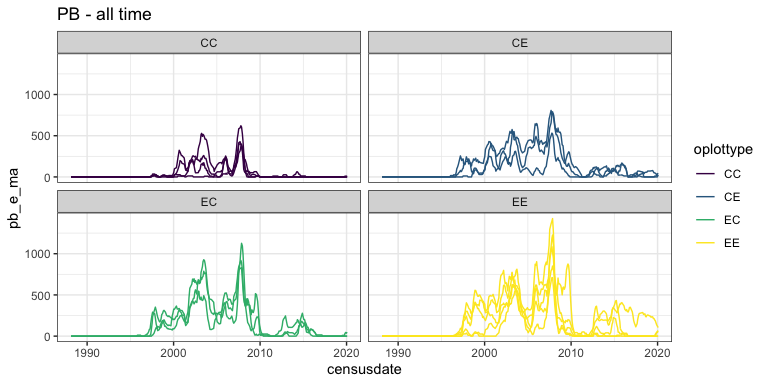 PB - all time
CC CE
1000
500
0
EC EE
1000
500
0
1990 2000 2010 2020 1990 2000 2010 2020
censusdate
pb_e_ma
oplottype
CC
CE
EC
EE